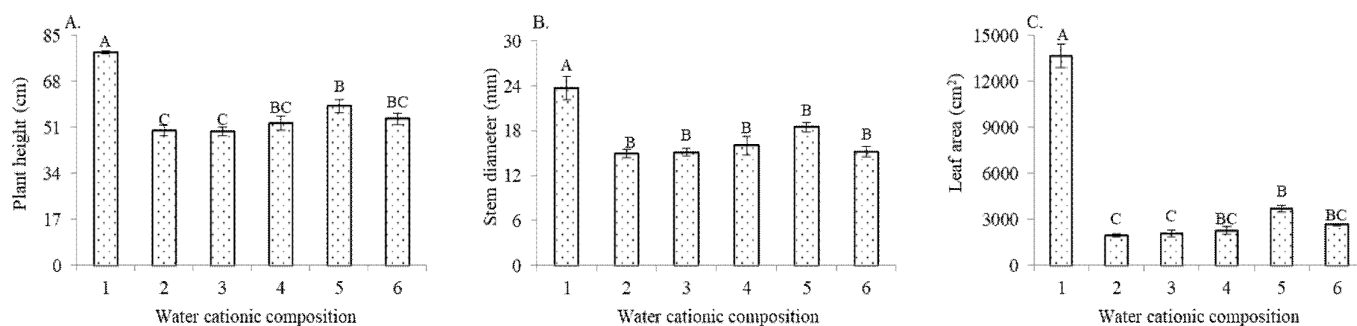 A.
Plant height (cm)
85
68
51
34
17
0
A
C
C
BC
B
BC
1 2 3 4 5 6
Water cationic composition
B.
Stem diameter (mm)
30
24
18
12
6
0
A
B
B
B
B
B
1 2 3 4 5 6
Water cationic composition
C.
Leaf area (cm²)
15000
12000
9000
6000
3000
0
A
C
C
BC
B
BC
1 2 3 4 5 6
Water cationic composition